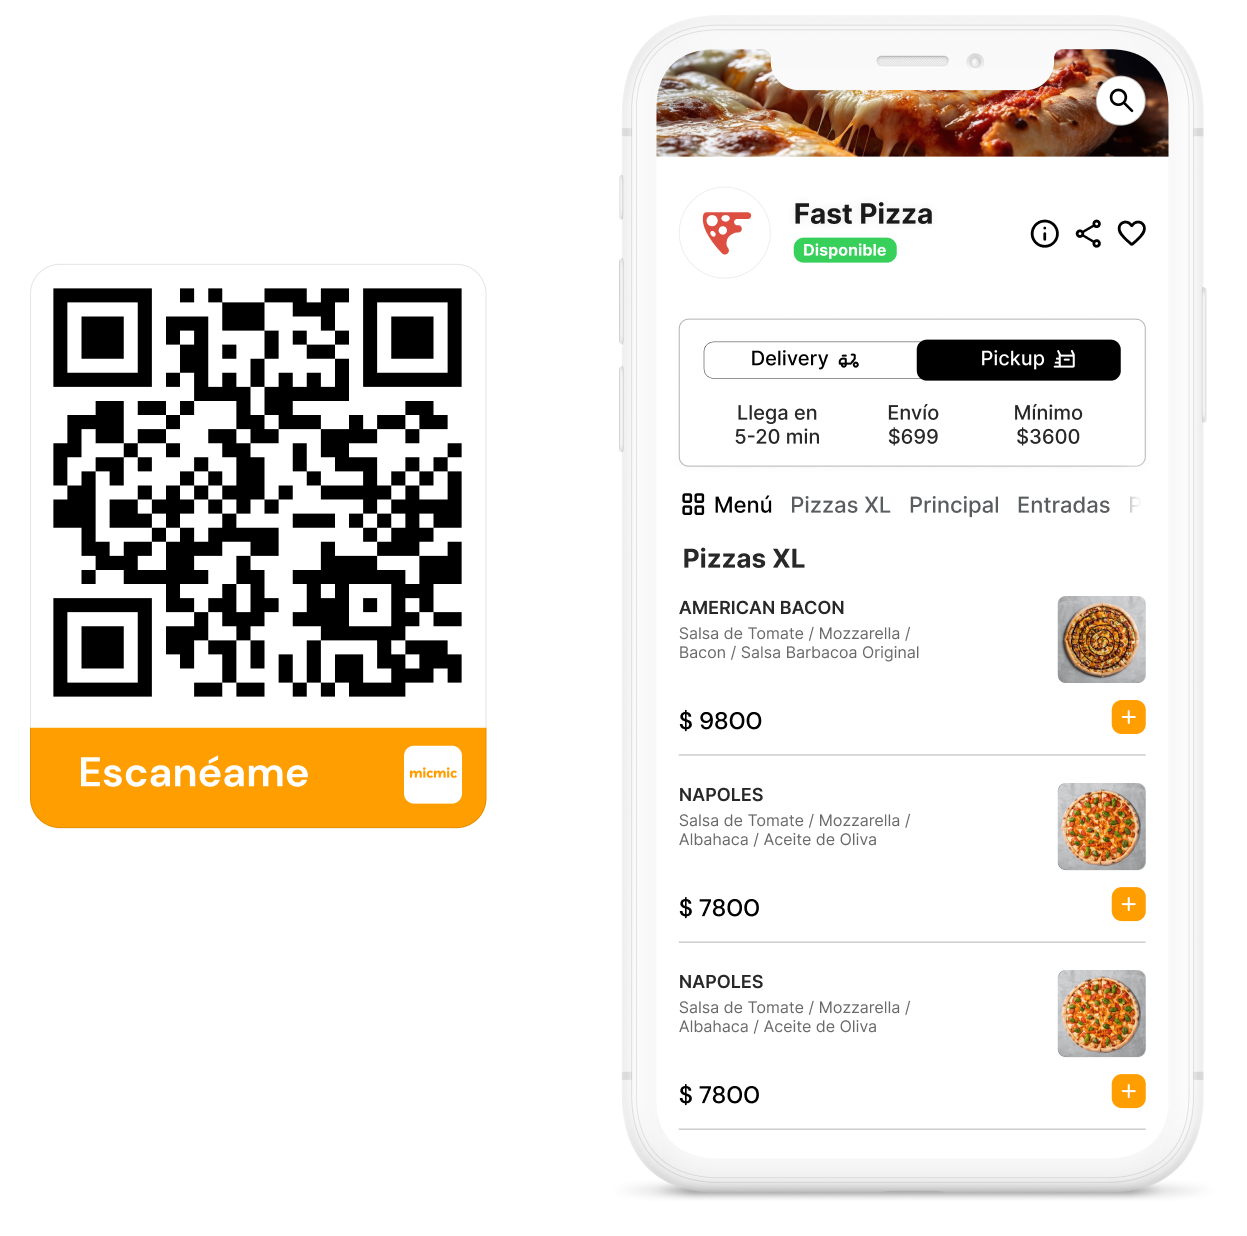 Escanéame
micmic
Fast Pizza
Disponible
Delivery
Pickup
Llega en
5-20 min
Envío
$699
Mínimo
$3600
Menú Pizzas XL Principal Entradas
Pizzas XL
AMERICAN BACON
Salsa de Tomate / Mozzarella /
Bacon / Salsa Barbacoa Original
$ 9800
NAPOLES
Salsa de Tomate / Mozzarella /
Albahaca / Aceite de Oliva
$ 7800
NAPOLES
Salsa de Tomate / Mozzarella /
Albahaca / Aceite de Oliva
$ 7800